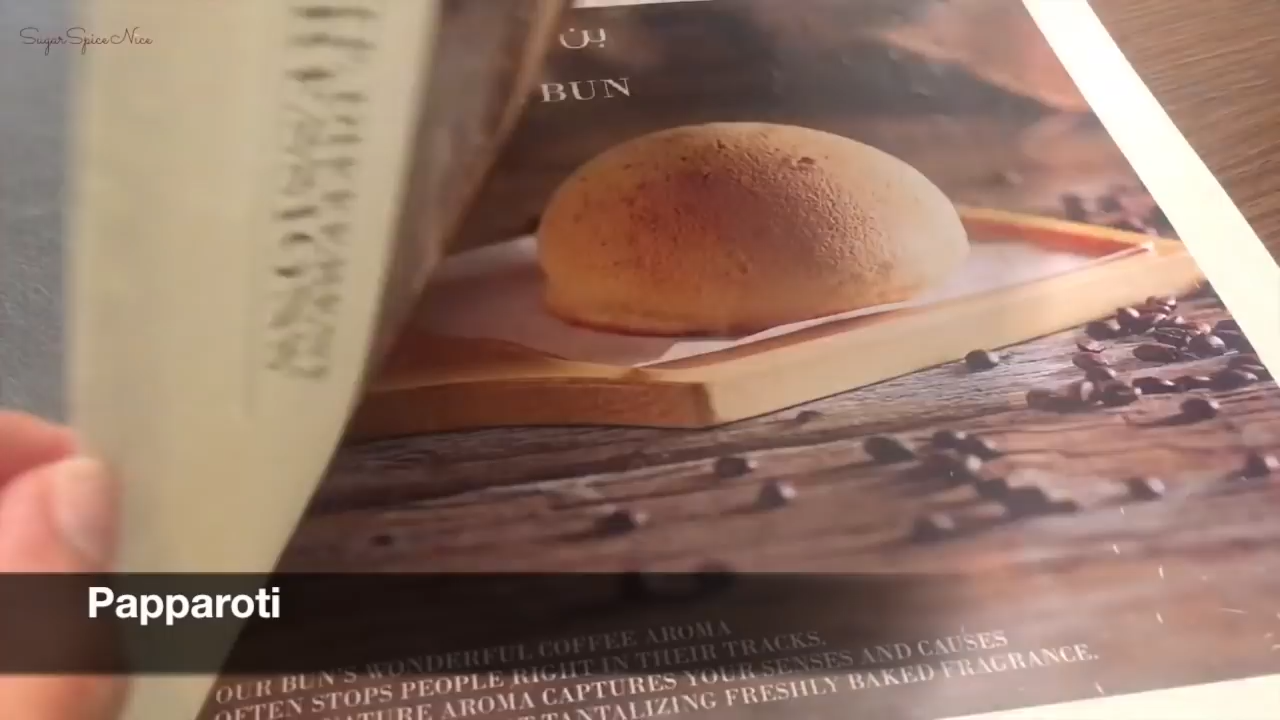 Sugar Spice Nice
بن
BUN
Papparoti
OUR BUN'S WONDERFUL COFFEE AROMA
OFTEN STOPS PEOPLE RIGHT IN THEIR TRACKS.
AROMA CAPTURES YOUR SENSES AND CAUSES
TANTALIZING FRESHLY BAKED FRAGRANCE.